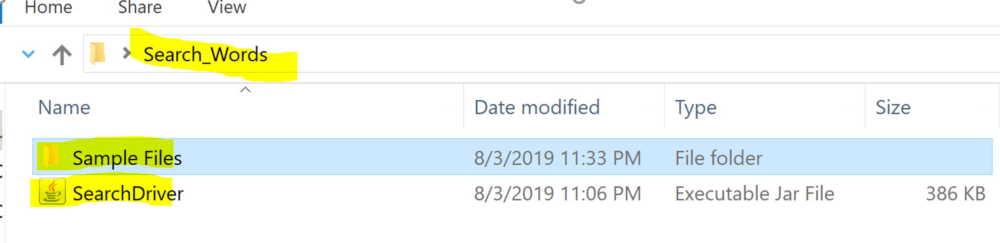 Home Share View
Search_Words
Name Date modified Type Size
Sample Files 8/3/2019 11:33 PM File folder
SearchDriver 8/3/2019 11:06 PM Executable Jar File 386 KB